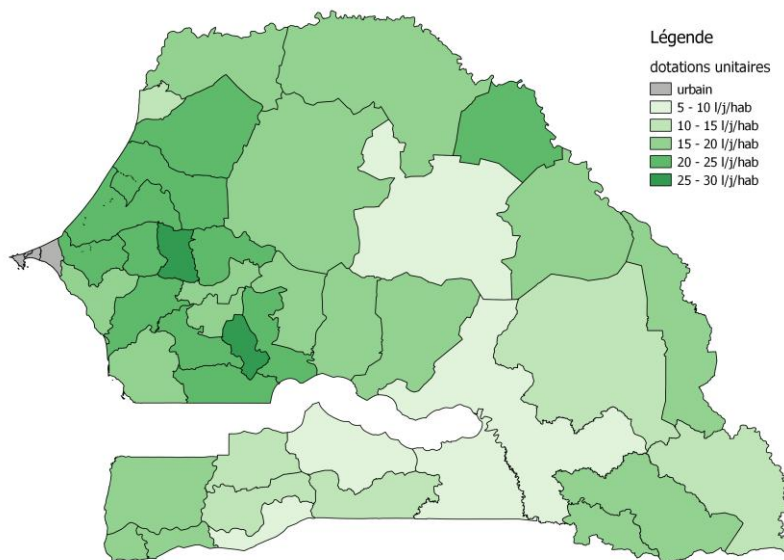 Légende
dotations unitaires
urbain
5 - 10 l/j/hab
10 - 15 l/j/hab
15 - 20 l/j/hab
20 - 25 l/j/hab
25 - 30 l/j/hab